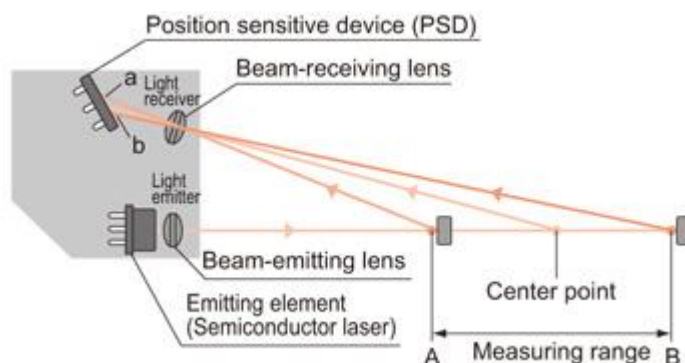 Position sensitive device (PSD)
a
Light
receiver
Beam-receiving lens
b
Light
emitter
Beam-emitting lens
Center point
Emitting element
(Semiconductor laser)
A
Measuring range
B